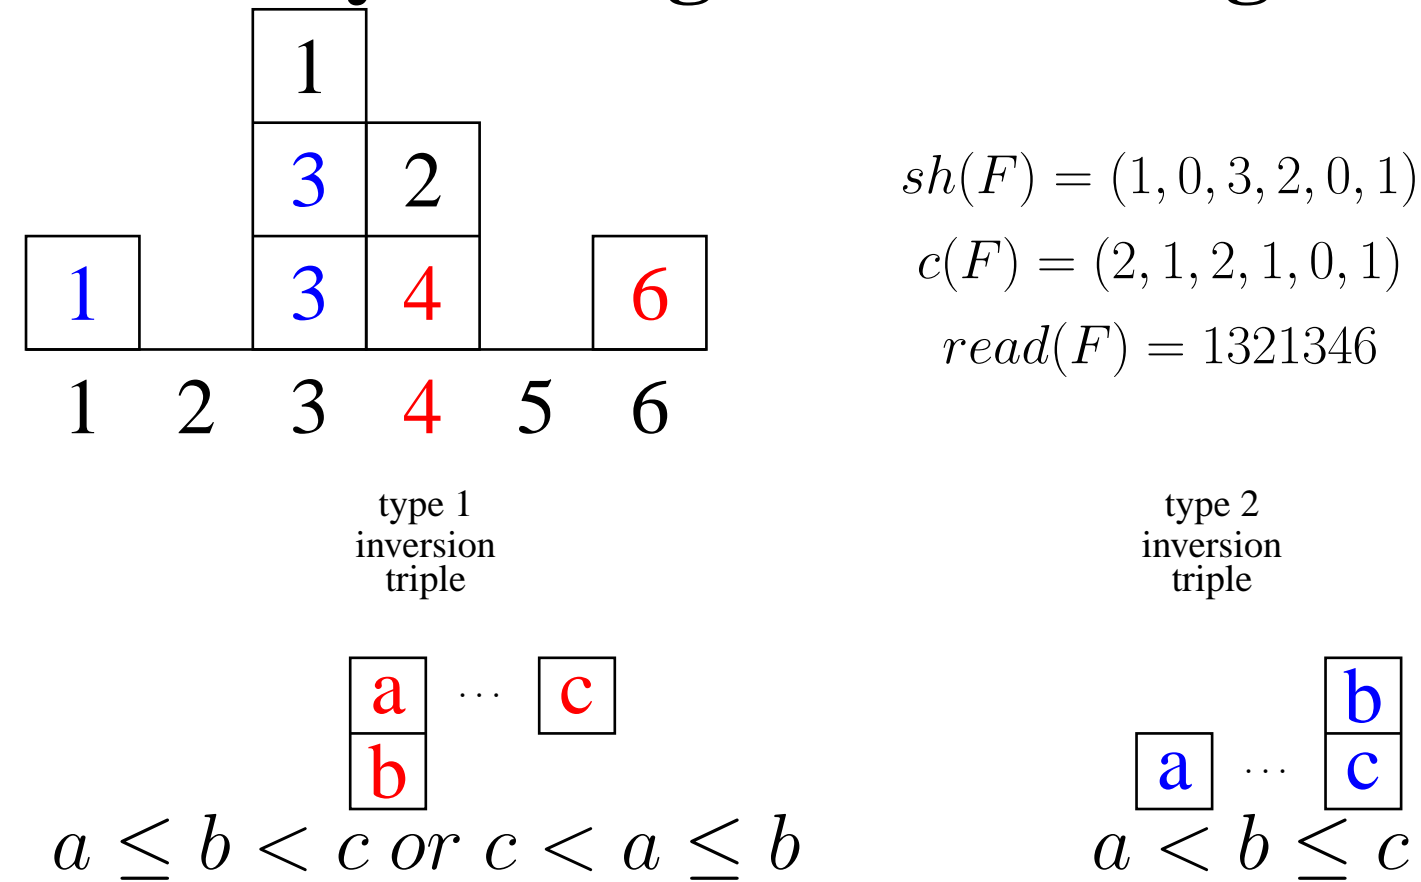 1
3 2
1 3 4 6
1 2 3 4 5 6
sh(F) = (1, 0, 3, 2, 0, 1)
c(F) = (2, 1, 2, 1, 0, 1)
read(F) = 1321346
type 1
inversion
triple
a ··· c
b
a ≤ b < c or c < a ≤ b
type 2
inversion
triple
b
a ··· c
a < b ≤ c